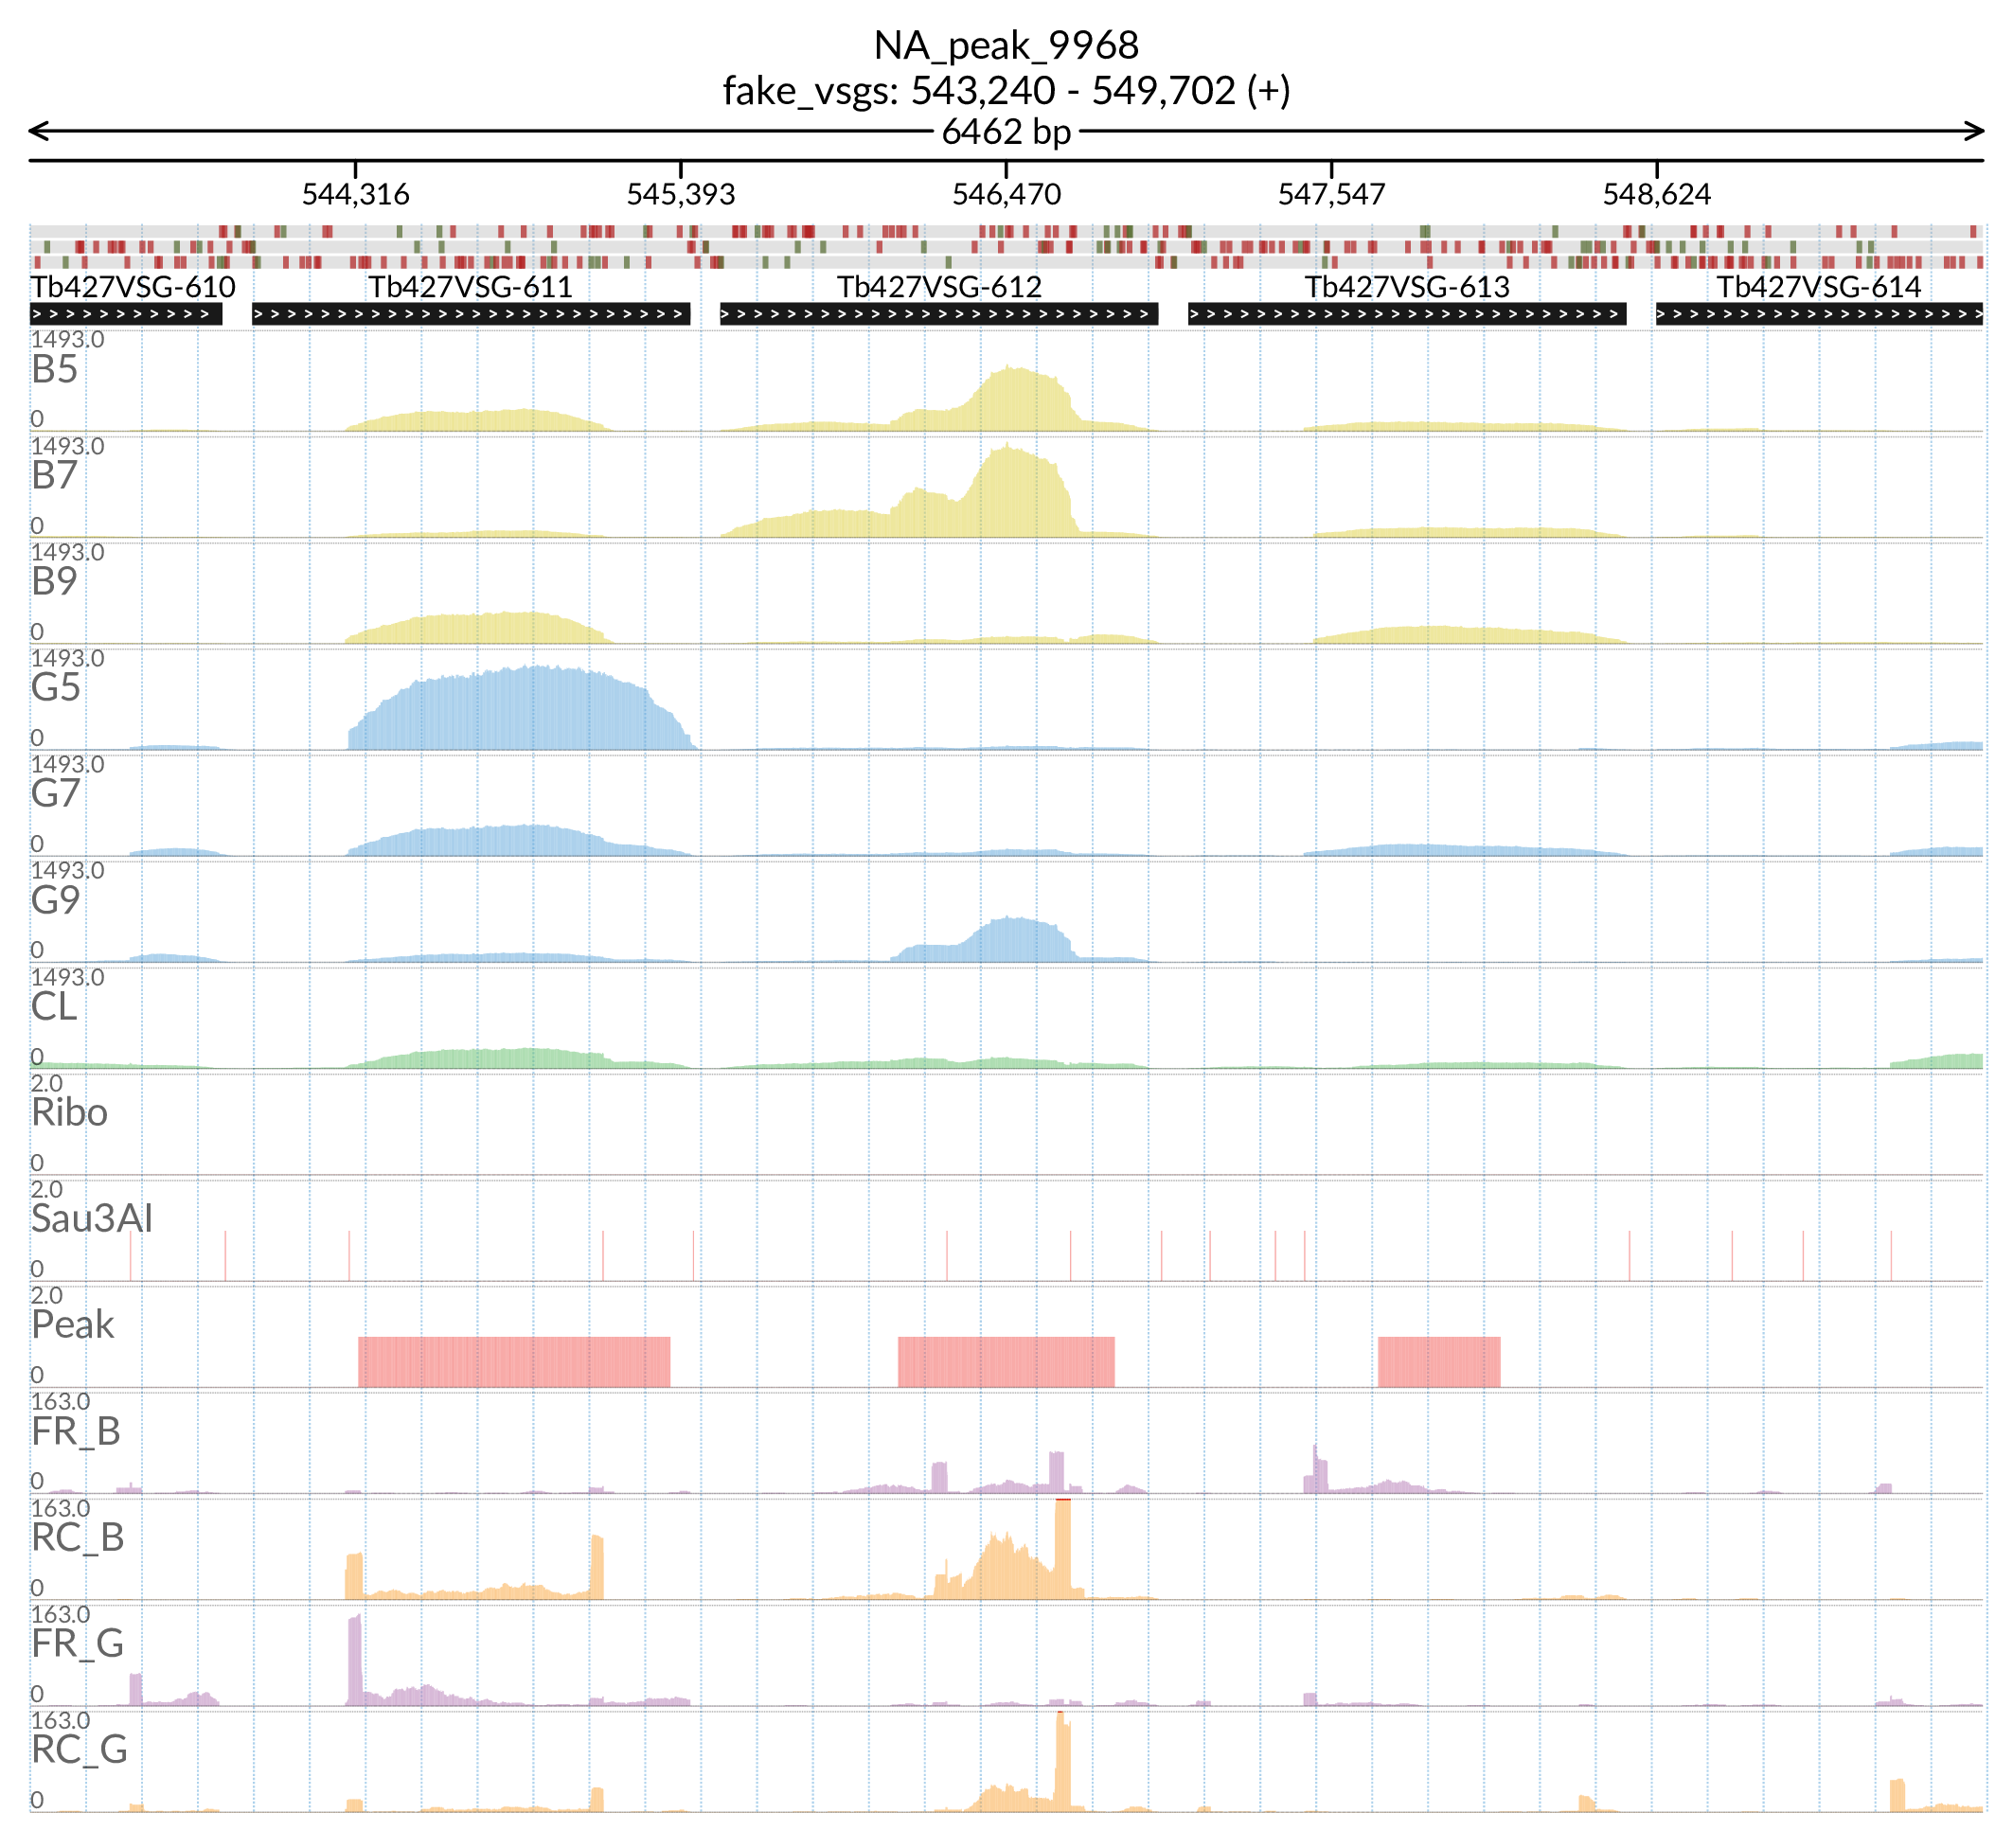 NA_peak_9968
fake_vsgs: 543,240 - 549,702 (+)
6462 bp
544,316 545,393 546,470 547,547 548,624
Tb427VSG-610 Tb427VSG-611 Tb427VSG-612 Tb427VSG-613 Tb427VSG-614
1493.0
B5
0
1493.0
B7
0
1493.0
B9
0
1493.0
G5
0
1493.0
G7
0
1493.0
G9
0
1493.0
CL
0
2.0
Ribo
0
2.0
Sau3AI
0
2.0
Peak
0
163.0
FR_B
0
163.0
RC_B
0
163.0
FR_G
0
163.0
RC_G
0